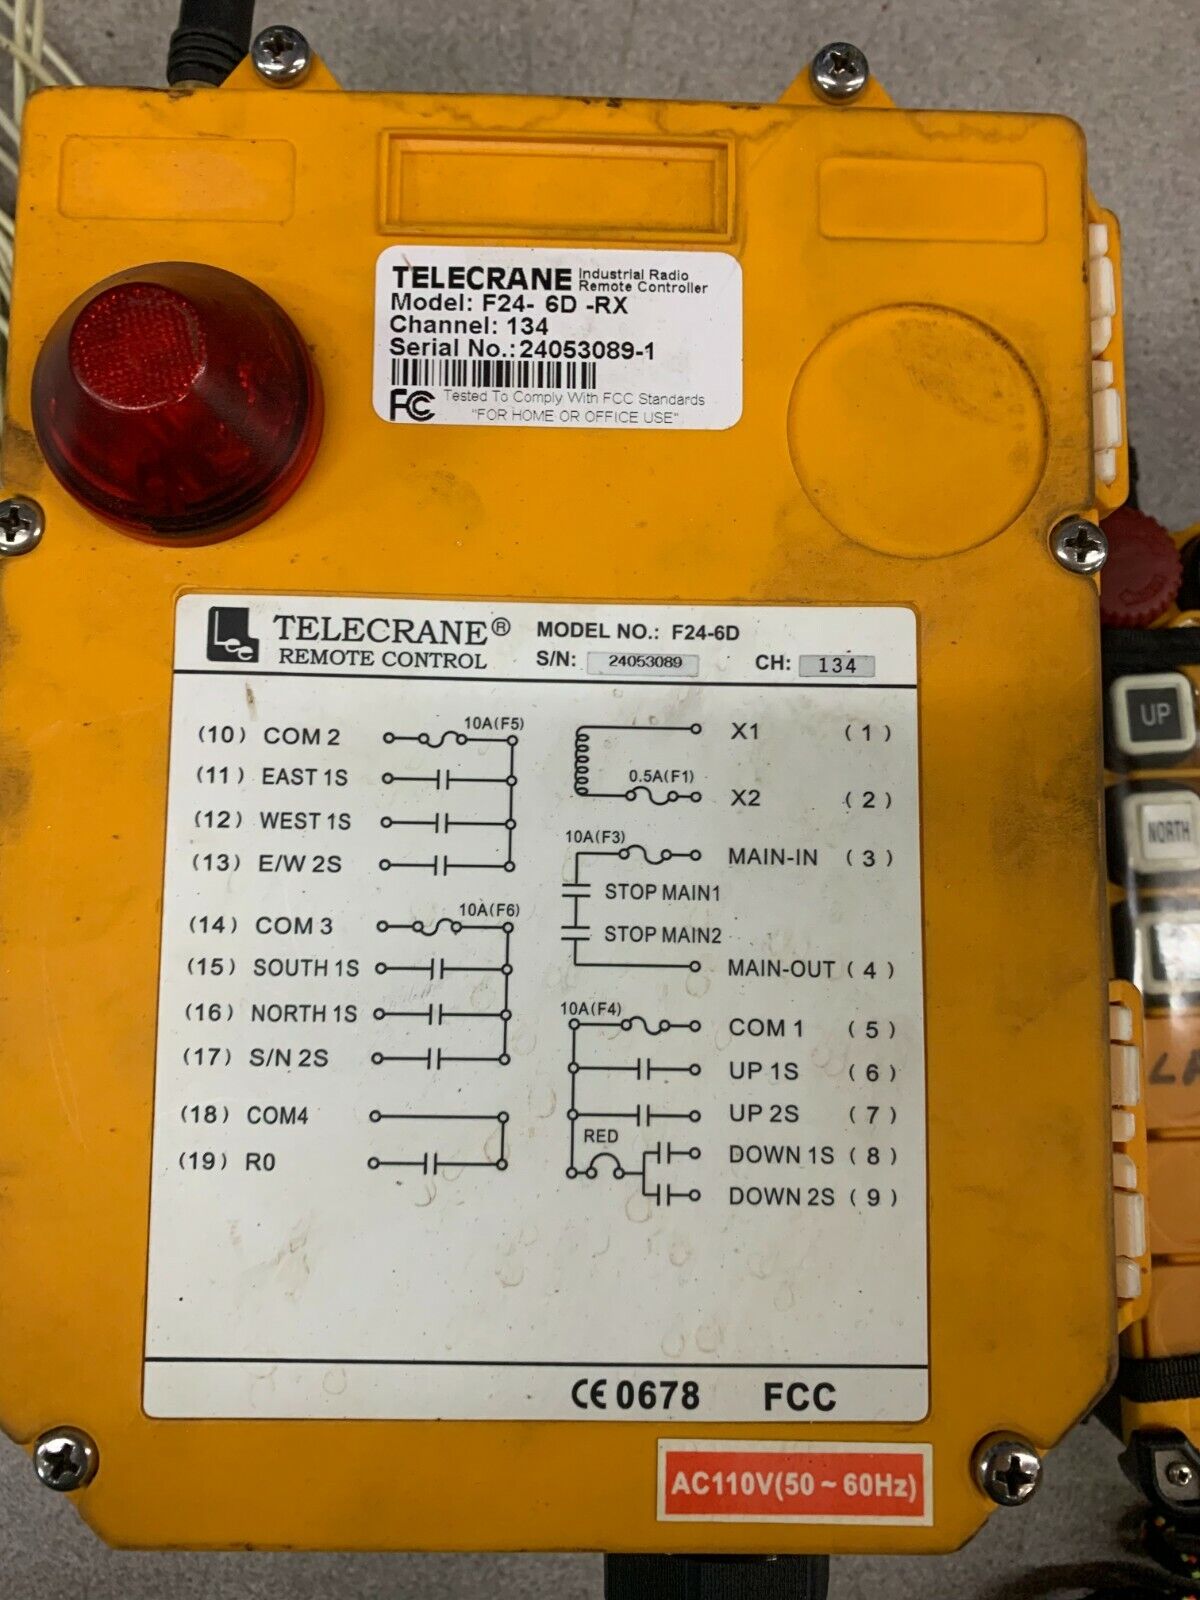 TELECRANE Industrial Radio Remote Controller
Model: F24- 6D -RX
Channel: 134
Serial No.:24053089-1
FC Tested To Comply With FCC Standards
"FOR HOME OR OFFICE USE"
Lee TELECRANE® MODEL NO.: F24-6D
REMOTE CONTROL S/N: 24053089 CH: 134
(10) COM 2 10A(F5)
(11) EAST 1S
(12) WEST 1S
(13) E/W 2S
(14) COM 3 10A(F6)
(15) SOUTH 1S
(16) NORTH 1S
(17) S/N 2S
(18) COM4
(19) R0
X1 (1)
0.5A(F1) X2 (2)
10A(F3) MAIN-IN (3)
STOP MAIN1
STOP MAIN2
MAIN-OUT (4)
10A(F4) COM 1 (5)
UP 1S (6)
UP 2S (7)
RED
DOWN 1S (8)
DOWN 2S (9)
CE 0678 FCC
AC110V(50~60Hz)
UP
NORTH